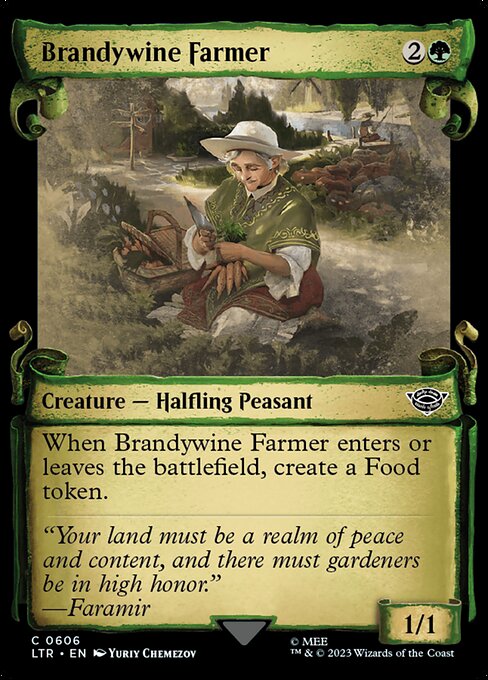 Brandywine Farmer 2
Creature — Halfling Peasant
When Brandywine Farmer enters or
leaves the battlefield, create a Food
token.
“Your land must be a realm of peace
and content, and there must gardeners
be in high honor.”
—Faramir
1/1
C 0606
LTR • EN Yuriy Chemezov
© MEE
™ & © 2023 Wizards of the Coast